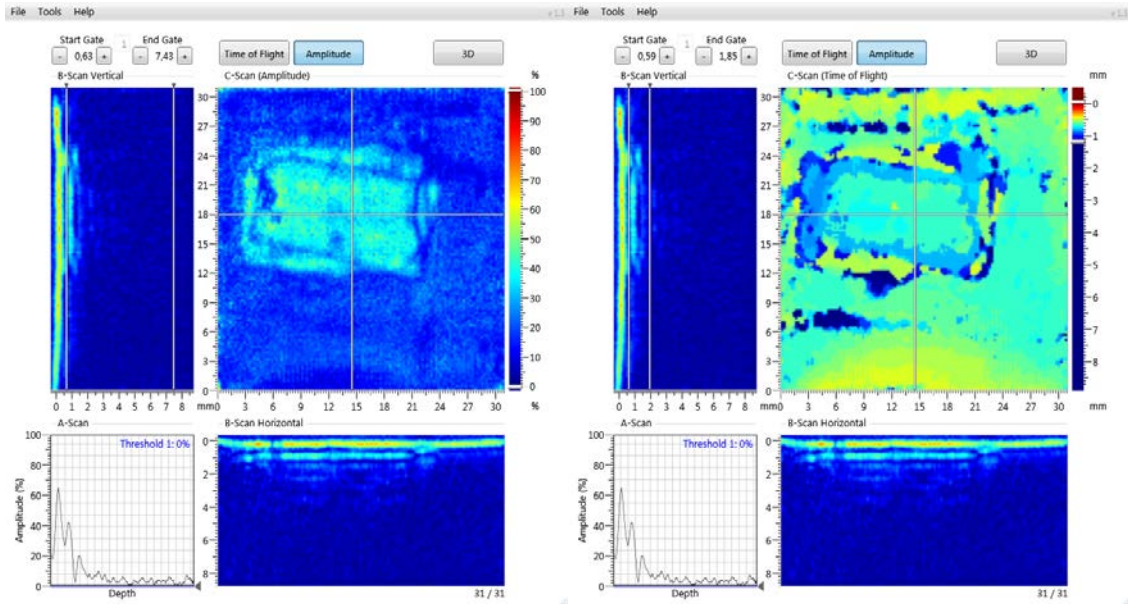 File Tools Help
v 1.3
Start Gate 1 End Gate
- 0,63 + - 7,43 +
Time of Flight Amplitude 3D
B-Scan Vertical
C-Scan (Amplitude)
%
30
27
24
21
18
15
12
9
6
3
0
100
90
80
70
60
50
40
30
20
10
0
0 1 2 3 4 5 6 7 8 mm
0 3 6 9 12 15 18 21 24 27 30 %
A-Scan
Threshold 1: 0%
Amplitude (%)
100
80
60
40
20
0
Depth
B-Scan Horizontal
0
2
4
6
8
31 / 31
File Tools Help
v 1.3
Start Gate 1 End Gate
- 0,59 + - 1,85 +
Time of Flight Amplitude 3D
B-Scan Vertical
C-Scan (Time of Flight)
mm
30
27
24
21
18
15
12
9
6
3
0
0
1
2
3
4
5
6
7
8
0 1 2 3 4 5 6 7 8 mm
0 3 6 9 12 15 18 21 24 27 30 mm
A-Scan
Threshold 1: 0%
Amplitude (%)
100
80
60
40
20
0
Depth
B-Scan Horizontal
0
2
4
6
8
31 / 31